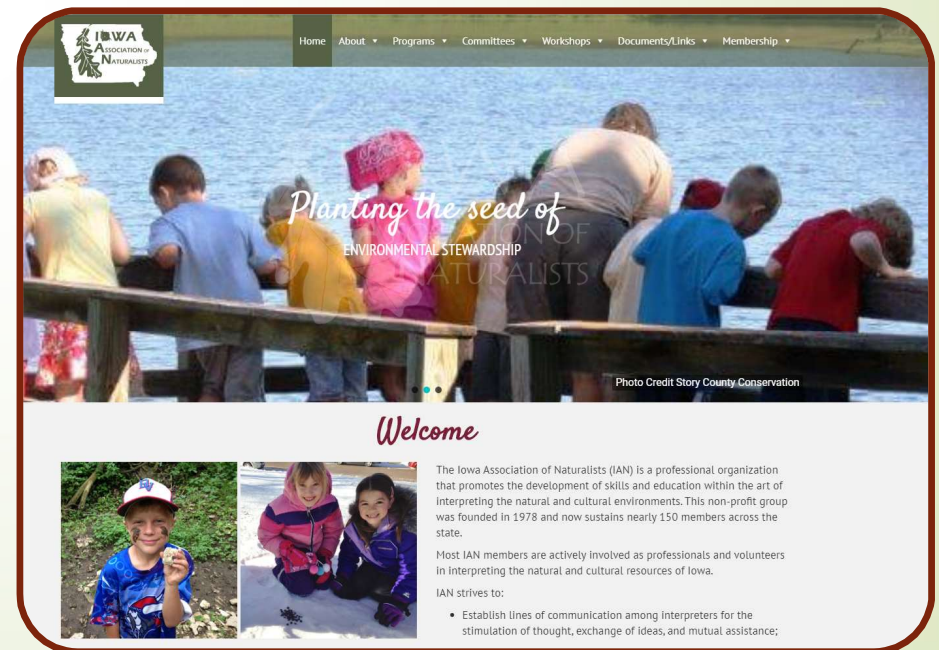 IOWA
ASSOCIATION OF
NATURALISTS
Home About Programs Committees Workshops Documents/Links Membership
Planting the seed of
ENVIRONMENTAL STEWARDSHIP
Photo Credit Story County Conservation
Welcome
The Iowa Association of Naturalists (IAN) is a professional organization
that promotes the development of skills and education within the art of
interpreting the natural and cultural environments. This non-profit group
was founded in 1978 and now sustains nearly 150 members across the
state.
Most IAN members are actively involved as professionals and volunteers
in interpreting the natural and cultural resources of Iowa.
IAN strives to:
• Establish lines of communication among interpreters for the
stimulation of thought, exchange of ideas, and mutual assistance;